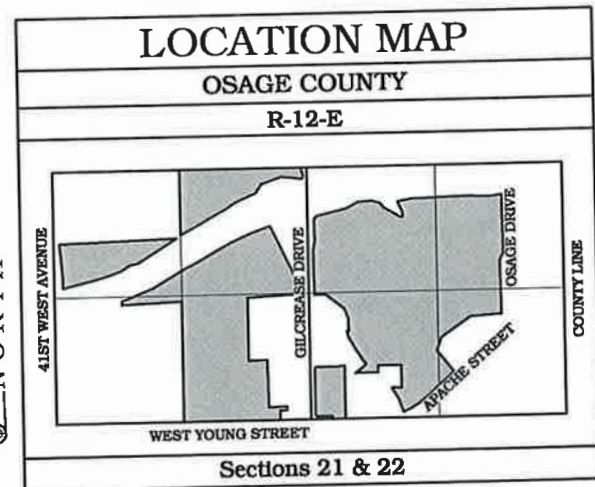 LOCATION MAP
OSAGE COUNTY
R-12-E
NORTH
41ST WEST AVENUE
GILCREASE DRIVE
OSAGE DRIVE
COUNTY LINE
APACHE STREET
WEST YOUNG STREET
Sections 21 & 22